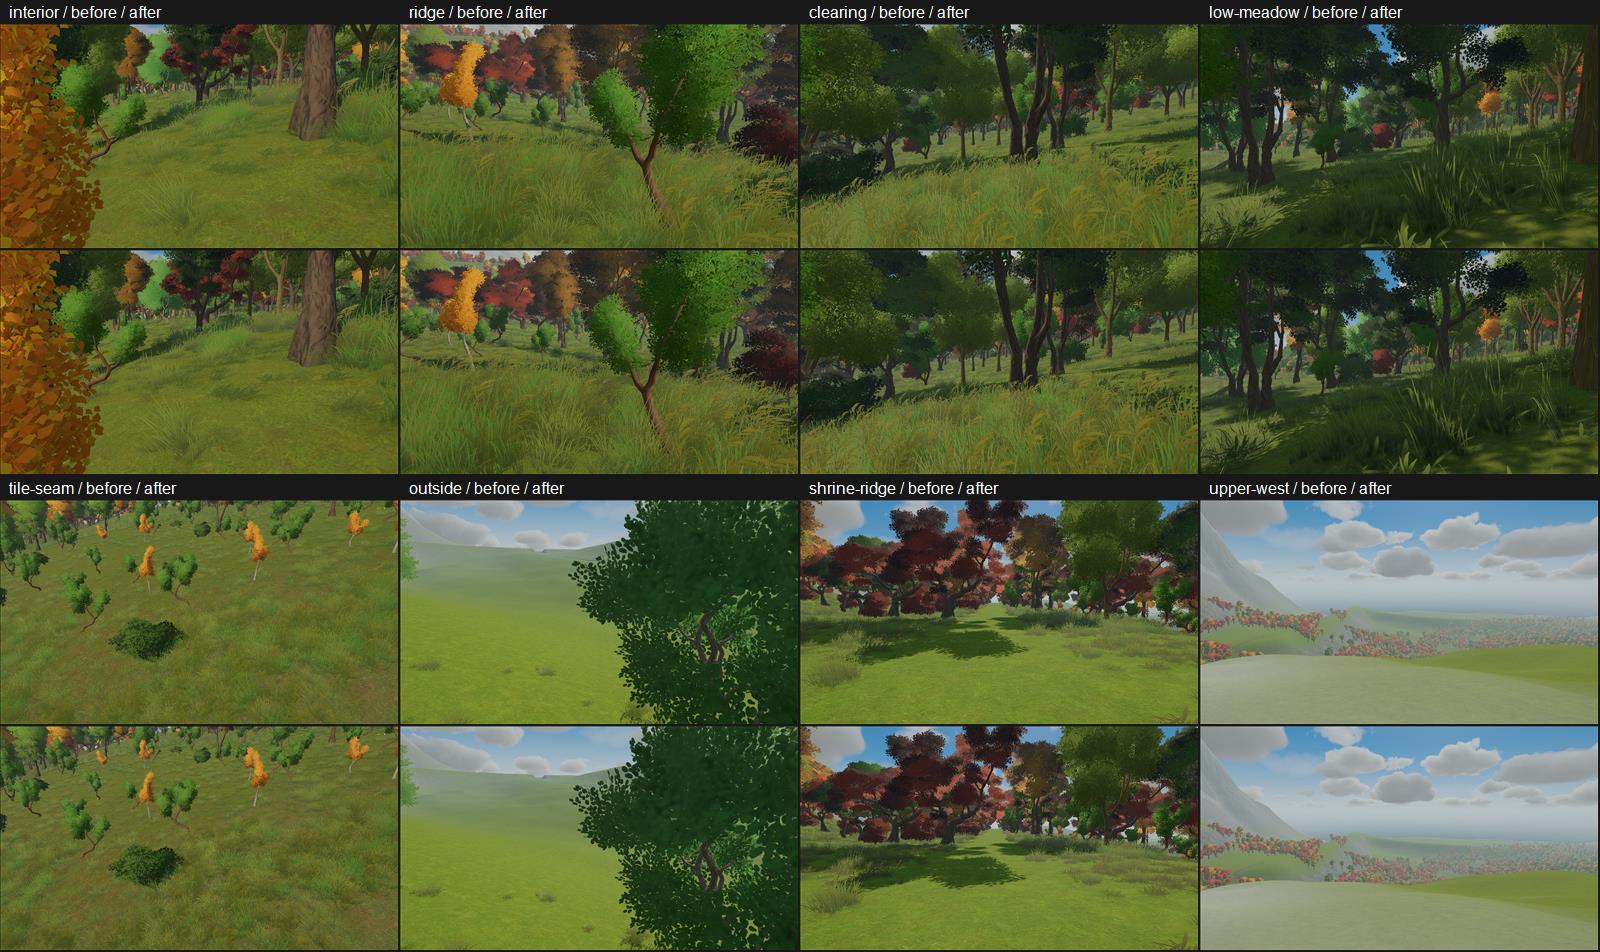 interior / before / after
ridge / before / after
clearing / before / after
low-meadow / before / after
tile-seam / before / after
outside / before / after
shrine-ridge / before / after
upper-west / before / after